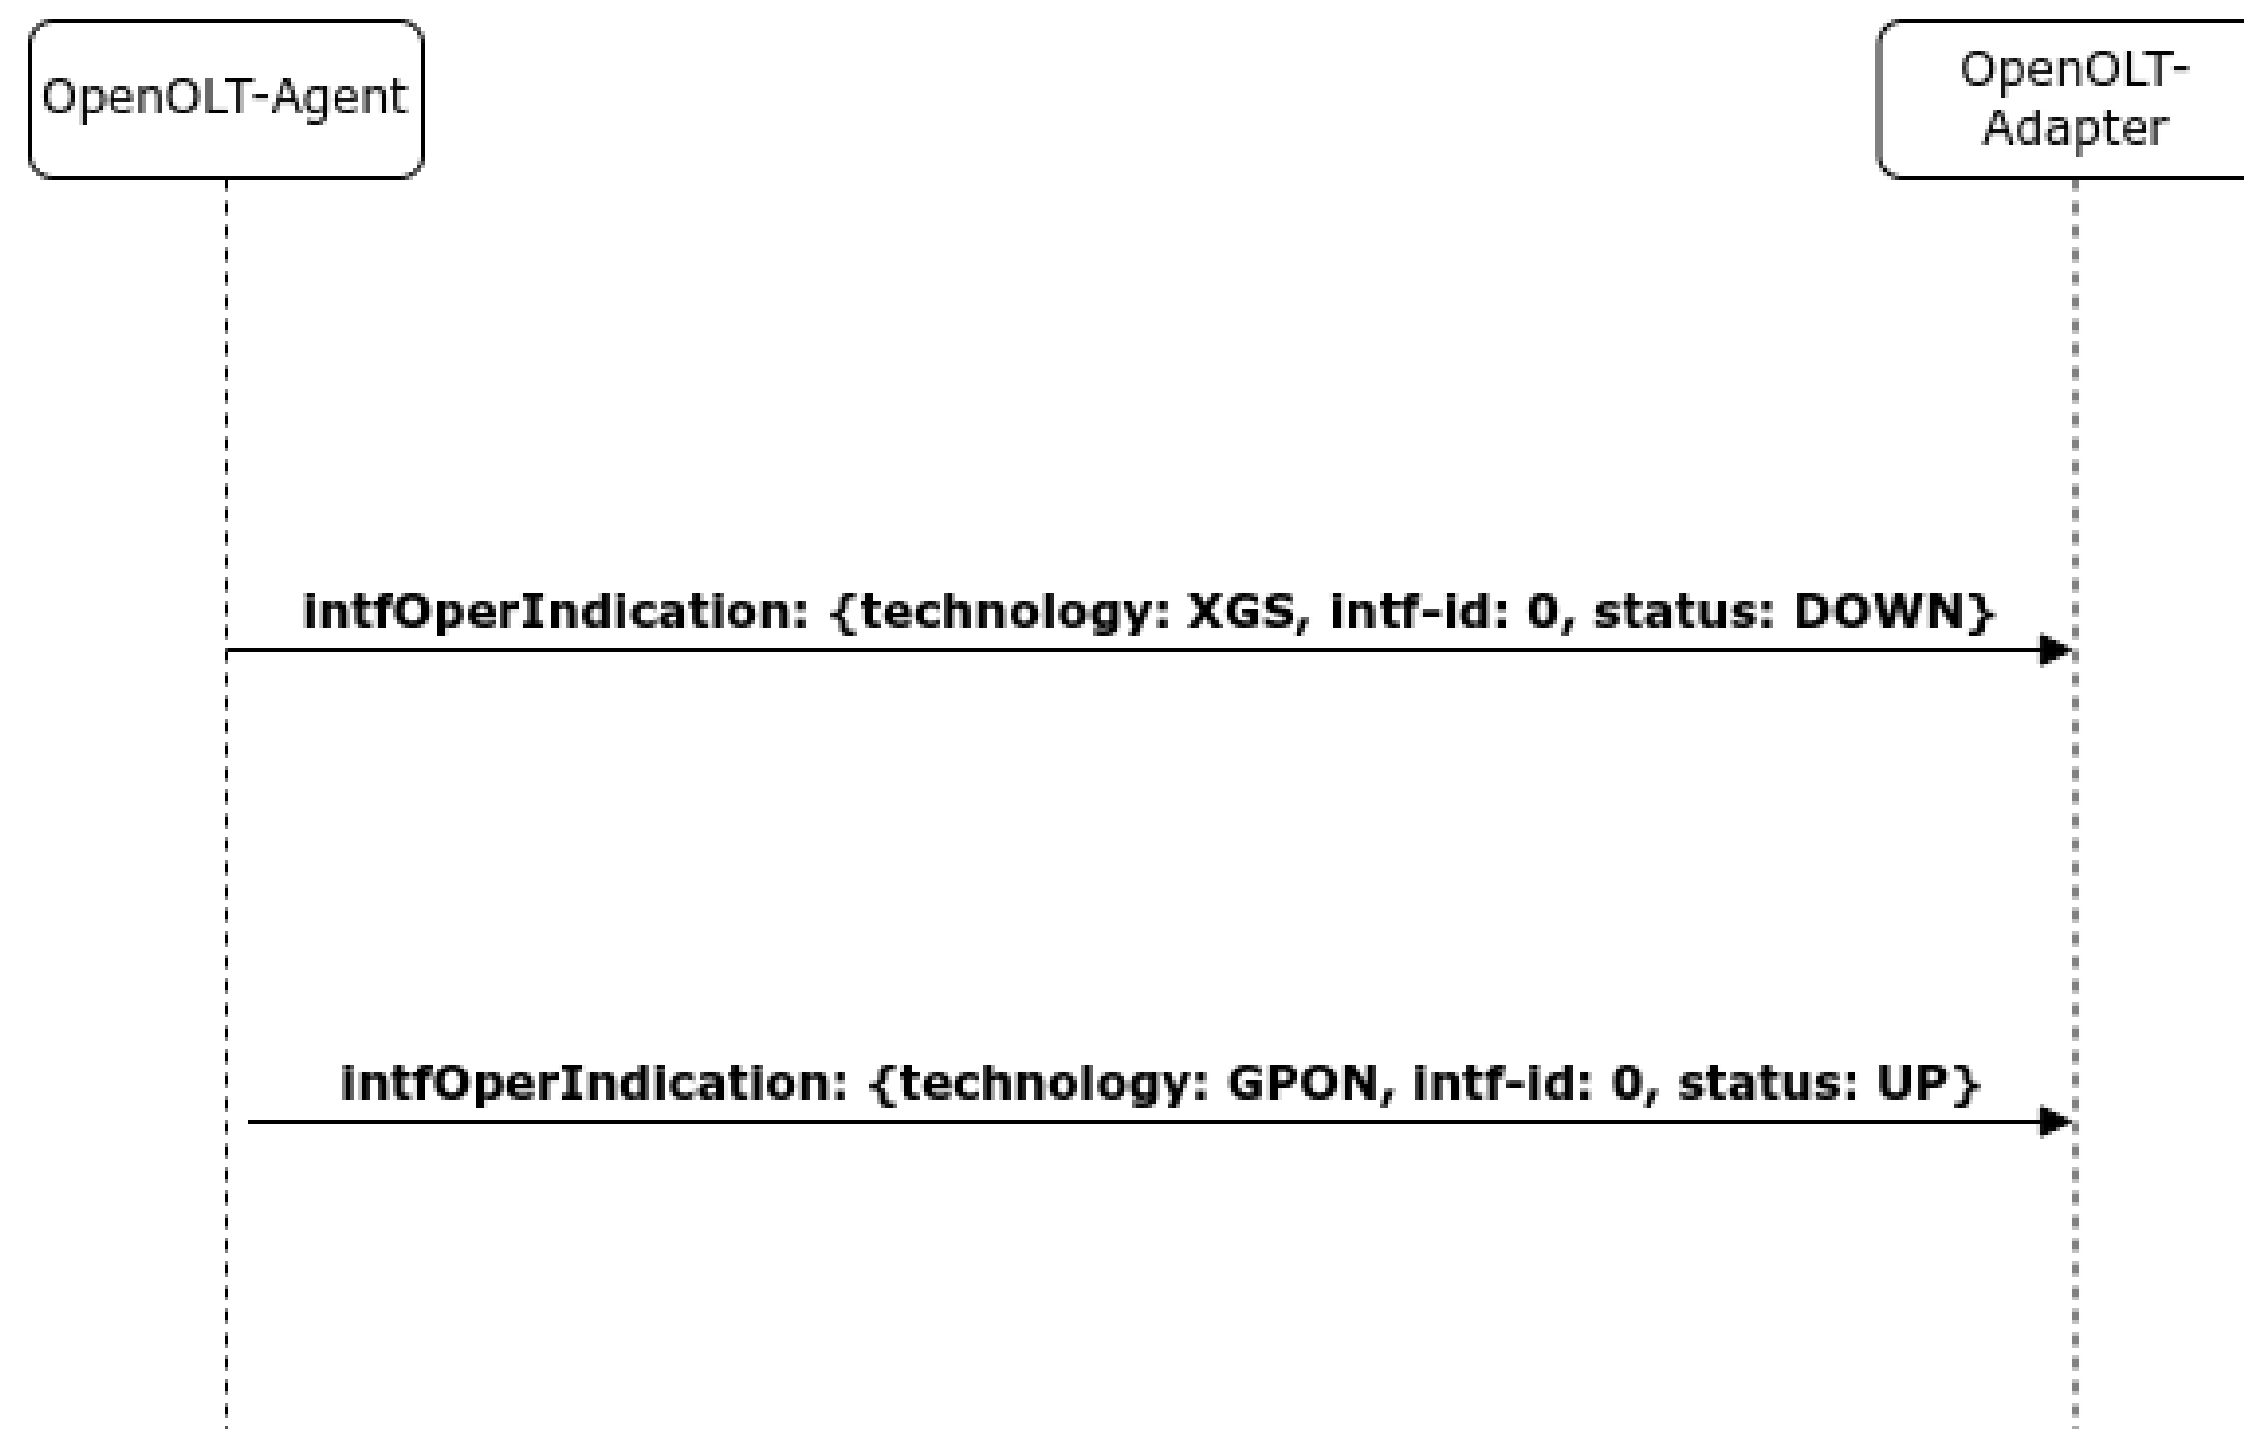 OpenOLT-Agent
OpenOLT-
Adapter
intfOperIndication: {technology: XGS, intf-id: 0, status: DOWN}
intfOperIndication: {technology: GPON, intf-id: 0, status: UP}